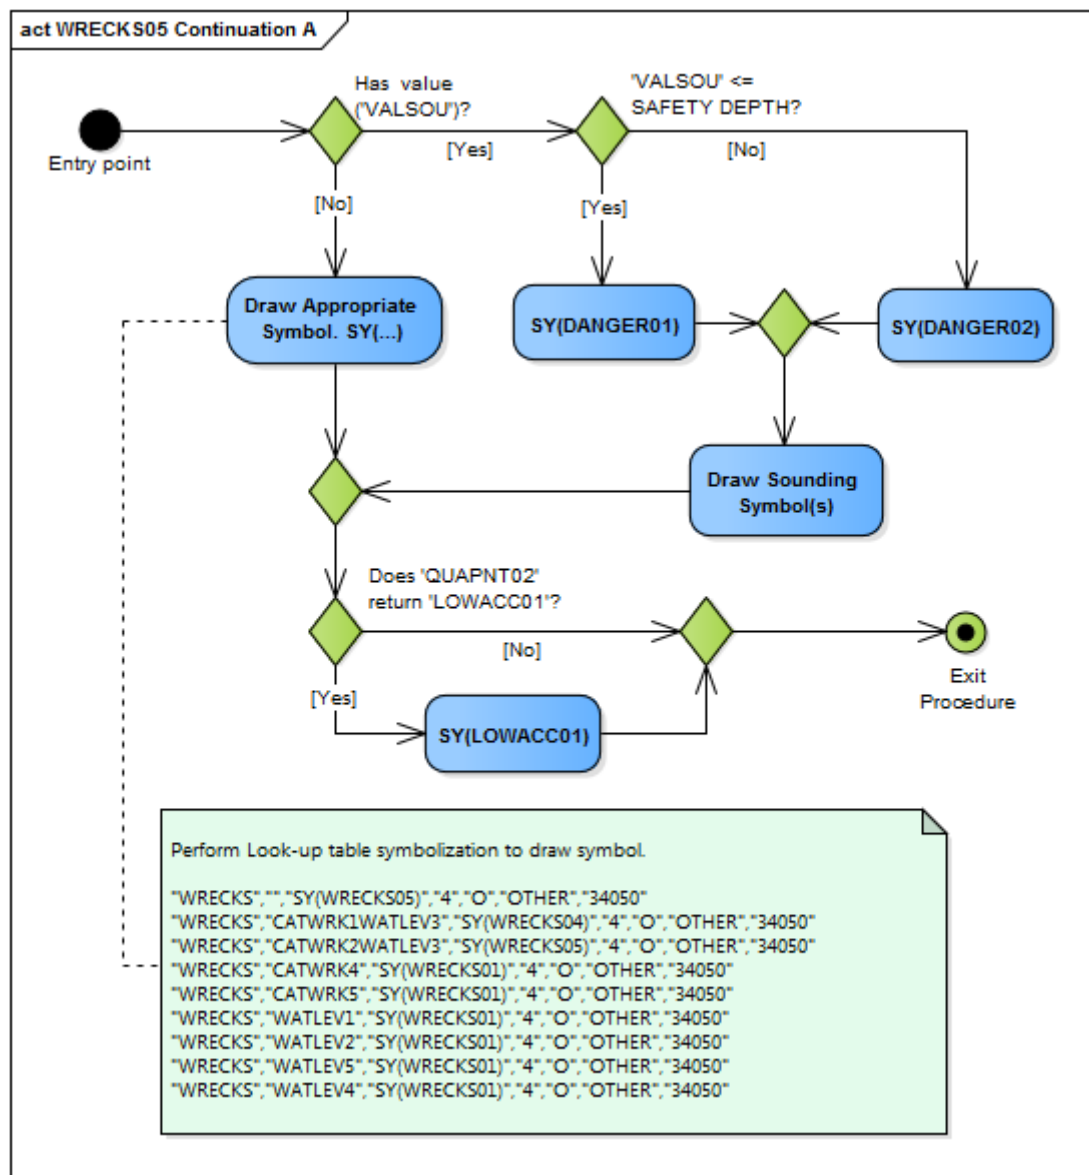 act WRECKS05 Continuation A
Has value
('VALSOU')?
'VALSOU' <=
SAFETY DEPTH?
Entry point
[Yes]
[No]
[No]
[Yes]
Draw Appropriate
Symbol. SY(...)
SY(DANGER01)
SY(DANGER02)
Draw Sounding
Symbol(s)
Does 'QUAPNT02'
return 'LOWACC01'?
[No]
[Yes]
Exit
Procedure
SY(LOWACC01)
Perform Look-up table symbolization to draw symbol.
"WRECKS","","SY(WRECKS05)","4","O","OTHER","34050"
"WRECKS","CATWRK1WATLEV3","SY(WRECKS04)","4","O","OTHER","34050"
"WRECKS","CATWRK2WATLEV3","SY(WRECKS05)","4","O","OTHER","34050"
"WRECKS","CATWRK4","SY(WRECKS01)","4","O","OTHER","34050"
"WRECKS","CATWRK5","SY(WRECKS01)","4","O","OTHER","34050"
"WRECKS","WATLEV1","SY(WRECKS01)","4","O","OTHER","34050"
"WRECKS","WATLEV2","SY(WRECKS01)","4","O","OTHER","34050"
"WRECKS","WATLEV5","SY(WRECKS01)","4","O","OTHER","34050"
"WRECKS","WATLEV4","SY(WRECKS01)","4","O","OTHER","34050"